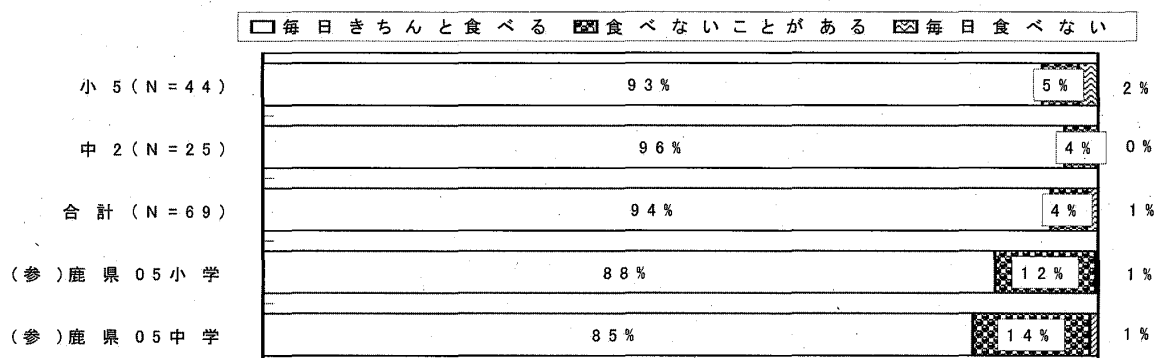 毎日きちんと食べる 食べないことがある 毎日食べない
小5(N=44) 93% 5% 2%
中2(N=25) 96% 4% 0%
合計(N=69) 94% 4% 1%
(参)鹿県05小学 88% 12% 1%
(参)鹿県05中学 85% 14% 1%